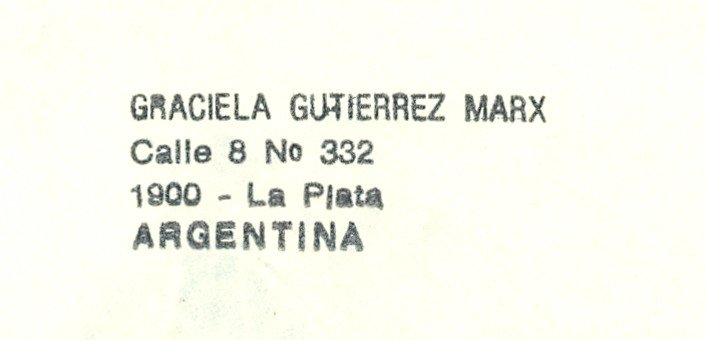 GRACIELA GUTIERREZ MARX
Calle 8 No 332
1900 - La Plata
ARGENTINA